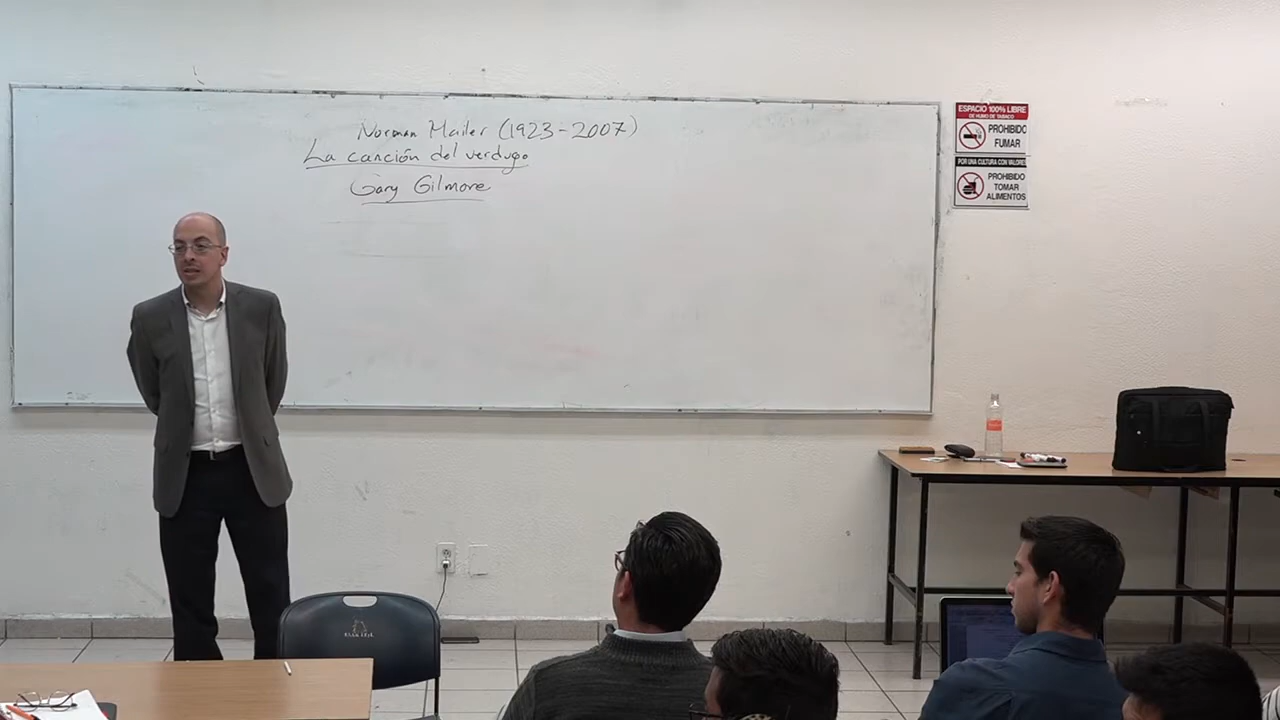 Norman Mailer (1923-2007)
La canción del verdugo
Gary Gilmore
ESPACIO 100% LIBRE
DE HUMO DE TABACO
PROHIBIDO
FUMAR
POR UNA CULTURA CON VALORES
PROHIBIDO
TOMAR
ALIMENTOS